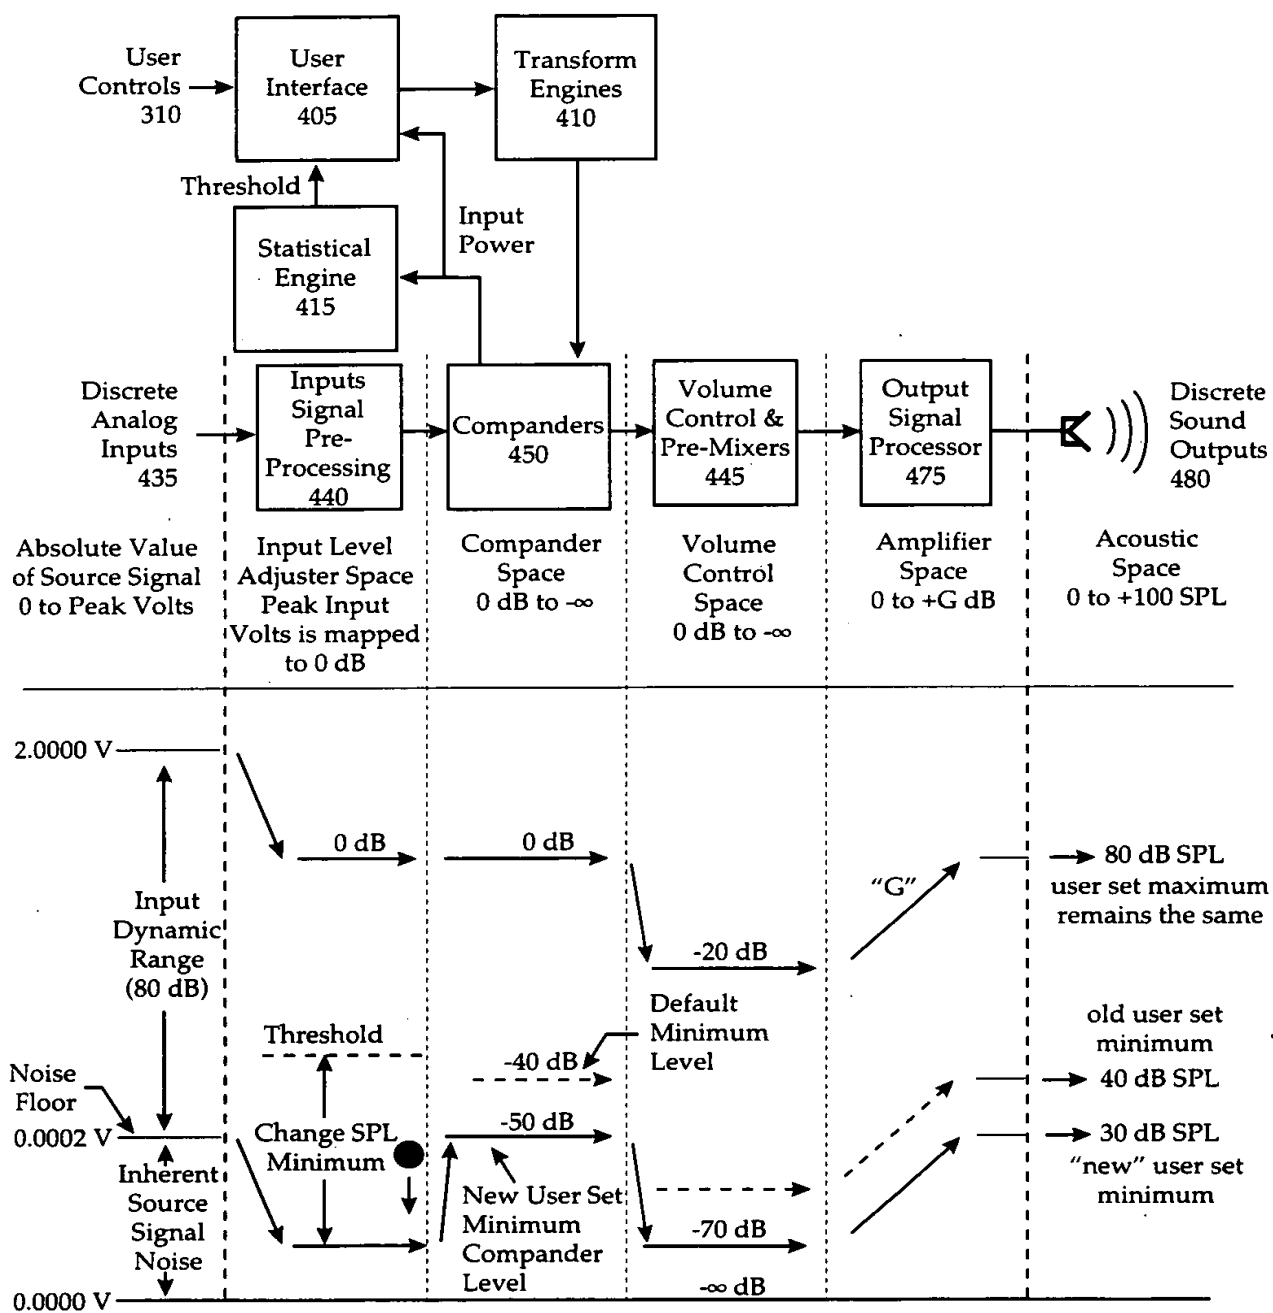 User
Controls
310
User
Interface
405
Transform
Engines
410
Threshold
Input
Power
Statistical
Engine
415
Discrete
Analog
Inputs
435
Inputs
Signal
Pre-
Processing
440
Companders
450
Volume
Control &
Pre-Mixers
445
Output
Signal
Processor
475
Discrete
Sound
Outputs
480
Absolute Value
of Source Signal
0 to Peak Volts
Input Level
Adjuster Space
Peak Input
Volts is mapped
to 0 dB
Compander
Space
0 dB to -∞
Volume
Control
Space
0 dB to -∞
Amplifier
Space
0 to +G dB
Acoustic
Space
0 to +100 SPL
2.0000 V
0 dB
0 dB
"G"
80 dB SPL
user set maximum
remains the same
Input
Dynamic
Range
(80 dB)
-20 dB
Threshold
Default
Minimum
Level
-40 dB
old user set
minimum
40 dB SPL
Noise
Floor
0.0002 V
Change SPL
Minimum
-50 dB
30 dB SPL
"new" user set
minimum
Inherent
Source
Signal
Noise
New User Set
Minimum
Compander
Level
-70 dB
-∞ dB
0.0000 V